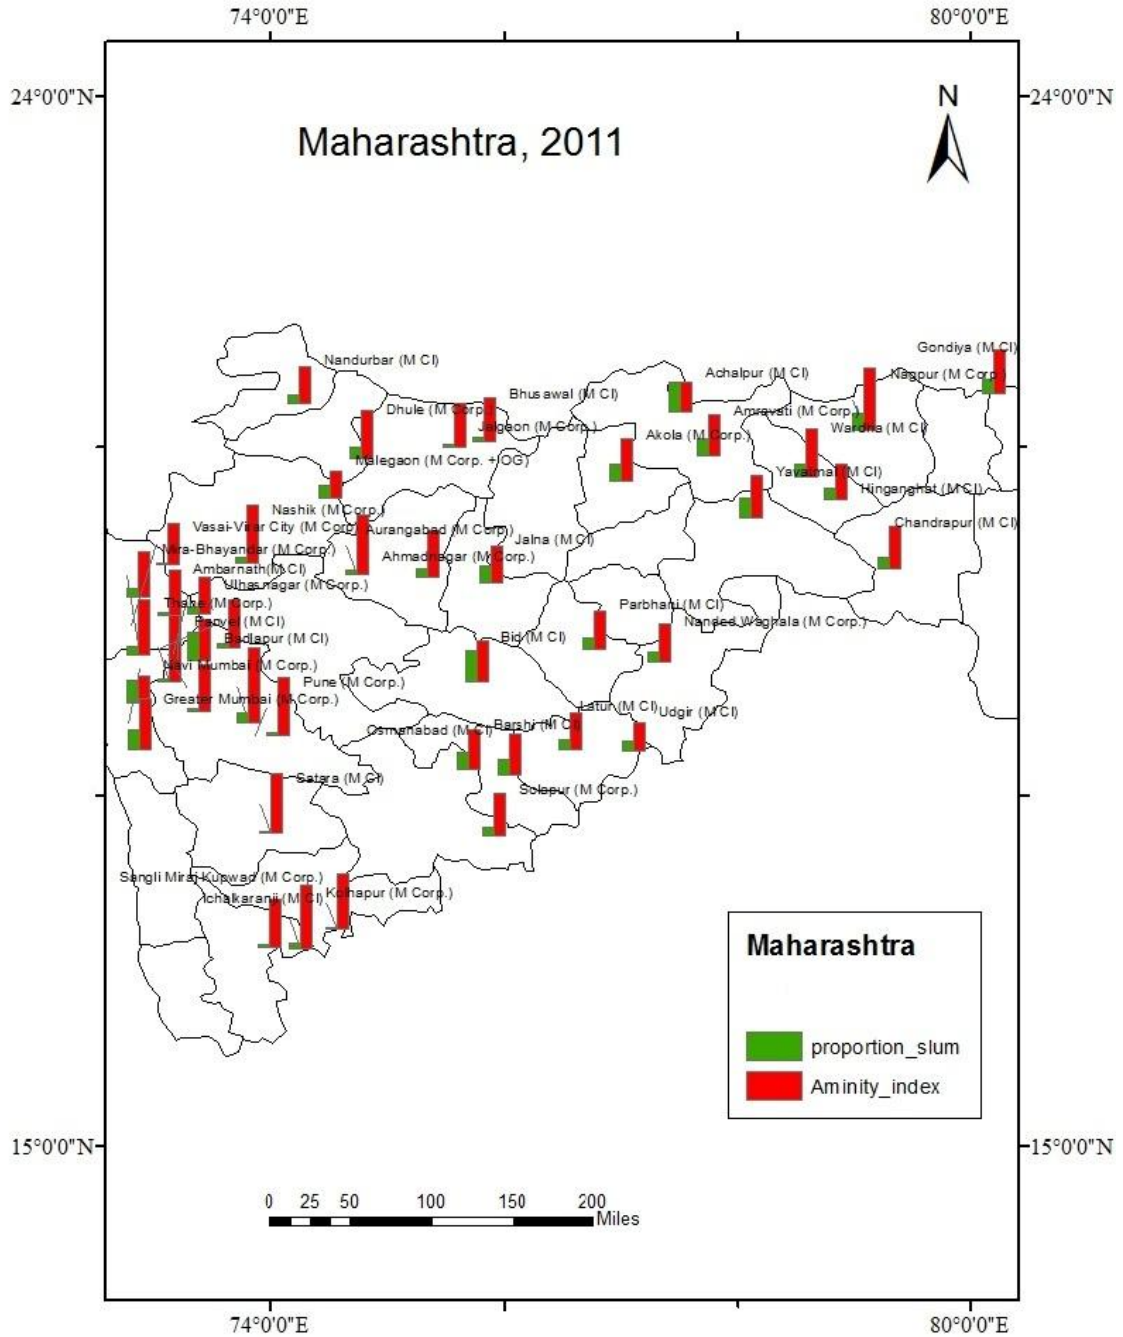 74°0'0"E
80°0'0"E
24°0'0"N
24°0'0"N
N
Maharashtra, 2011
Gondiya (M Cl)
Nandurbar (M Cl)
Achalpur (M Cl)
Nagpur (M Corp.)
Bhusawal (M Cl)
Dhule (M Corp.)
Amravati (M Corp.)
Jalgaon (M Corp.)
Wardha (M Cl)
Akola (M Corp.)
Malegaon (M Corp. +OG)
Yavatmal (M Cl)
Hinganghat (M Cl)
Nashik (M Corp.)
Chandrapur (M Cl)
Vasai-Virar City (M Corp.)
Aurangabad (M Corp.)
Jalna (M Cl)
Mira-Bhayandar (M Corp.)
Ahmadnagar (M Corp.)
Ambarnath (M Cl)
Ulhasnagar (M Corp.)
Thane (M Corp.)
Parbhani (M Cl)
Panvel (M Cl)
Nanded Waghala (M Corp.)
Badlapur (M Cl)
Bid (M Cl)
Navi Mumbai (M Corp.)
Pune (M Corp.)
Greater Mumbai (M Corp.)
Latur (M Cl)
Udgir (M Cl)
Osmanabad (M Cl)
Barshi (M Cl)
Satara (M Cl)
Solapur (M Corp.)
Sangli Miraj Kupwad (M Corp.)
Ichalkaranji (M Cl)
Kolhapur (M Corp.)
Maharashtra
proportion_slum
Aminity_index
15°0'0"N
15°0'0"N
0 25 50 100 150 200
Miles
74°0'0"E
80°0'0"E